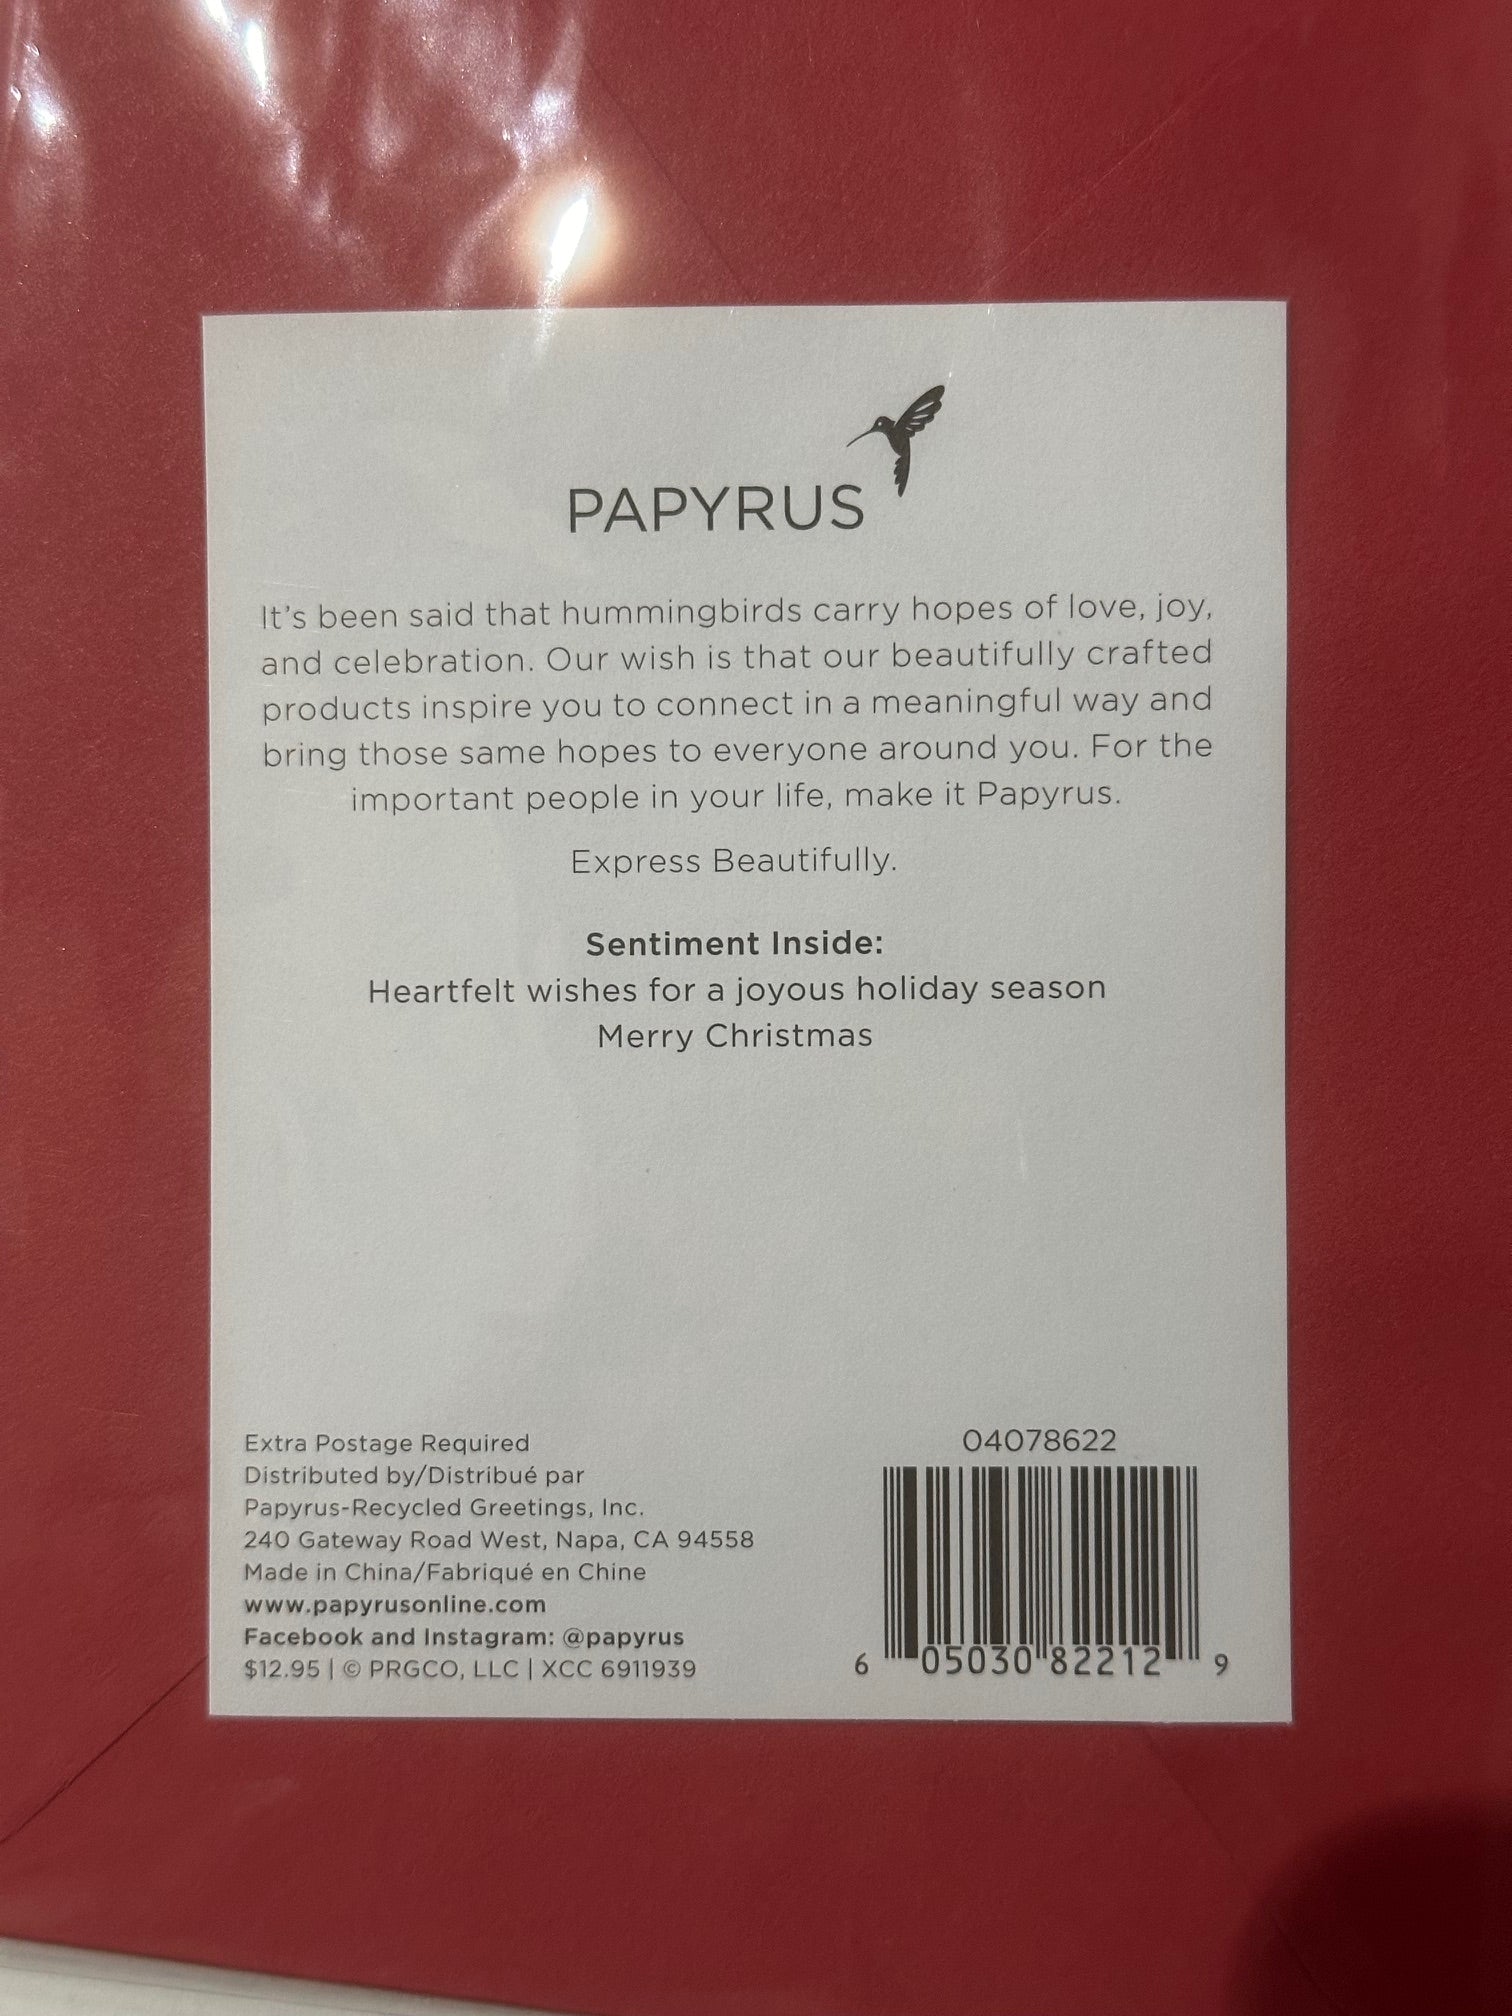 PAPYRUS
It's been said that hummingbirds carry hopes of love, joy,
and celebration. Our wish is that our beautifully crafted
products inspire you to connect in a meaningful way and
bring those same hopes to everyone around you. For the
important people in your life, make it Papyrus.
Express Beautifully.
Sentiment Inside:
Heartfelt wishes for a joyous holiday season
Merry Christmas
Extra Postage Required
Distributed by/Distribué par
Papyrus-Recycled Greetings, Inc.
240 Gateway Road West, Napa, CA 94558
Made in China/Fabriqué en Chine
www.papyrusonline.com
Facebook and Instagram: @papyrus
$12.95 | © PRGCO, LLC | XCC 6911939
04078622
6 05030 82212 9